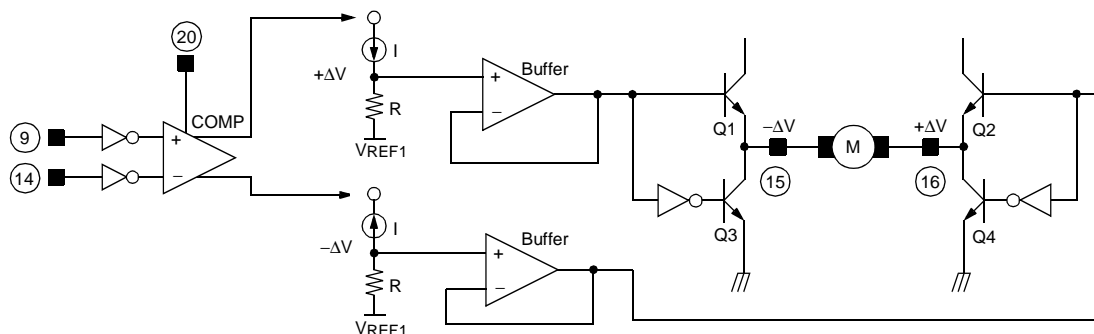 20
I
+ΔV
Buffer
+
−
R
VREF1
COMP
9
14
+
−
Q1
−ΔV
+ΔV
Q2
M
15
16
Q3
Q4
I
−ΔV
Buffer
+
−
R
VREF1